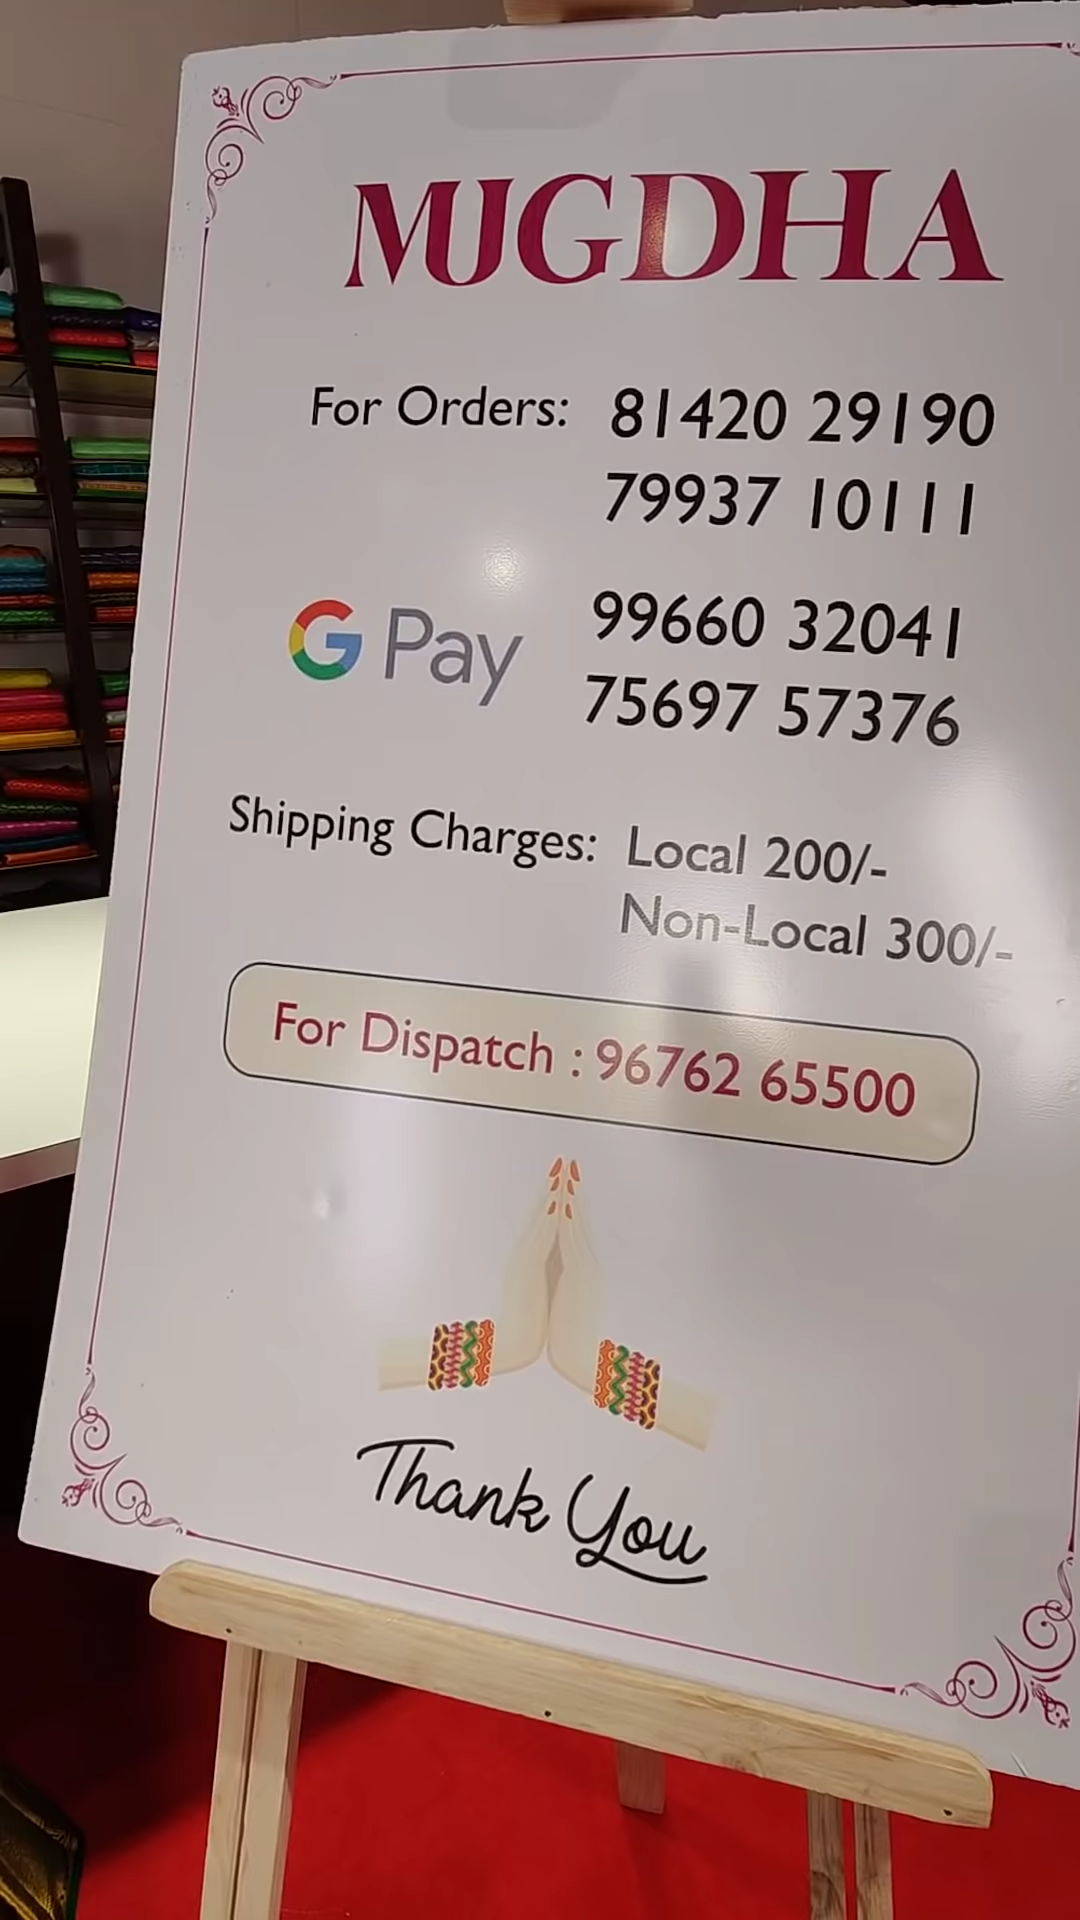 MUGDHA
For Orders: 81420 29190
79937 10111
G Pay 99660 32041
75697 57376
Shipping Charges: Local 200/-
Non-Local 300/-
For Dispatch : 96762 65500
Thank You